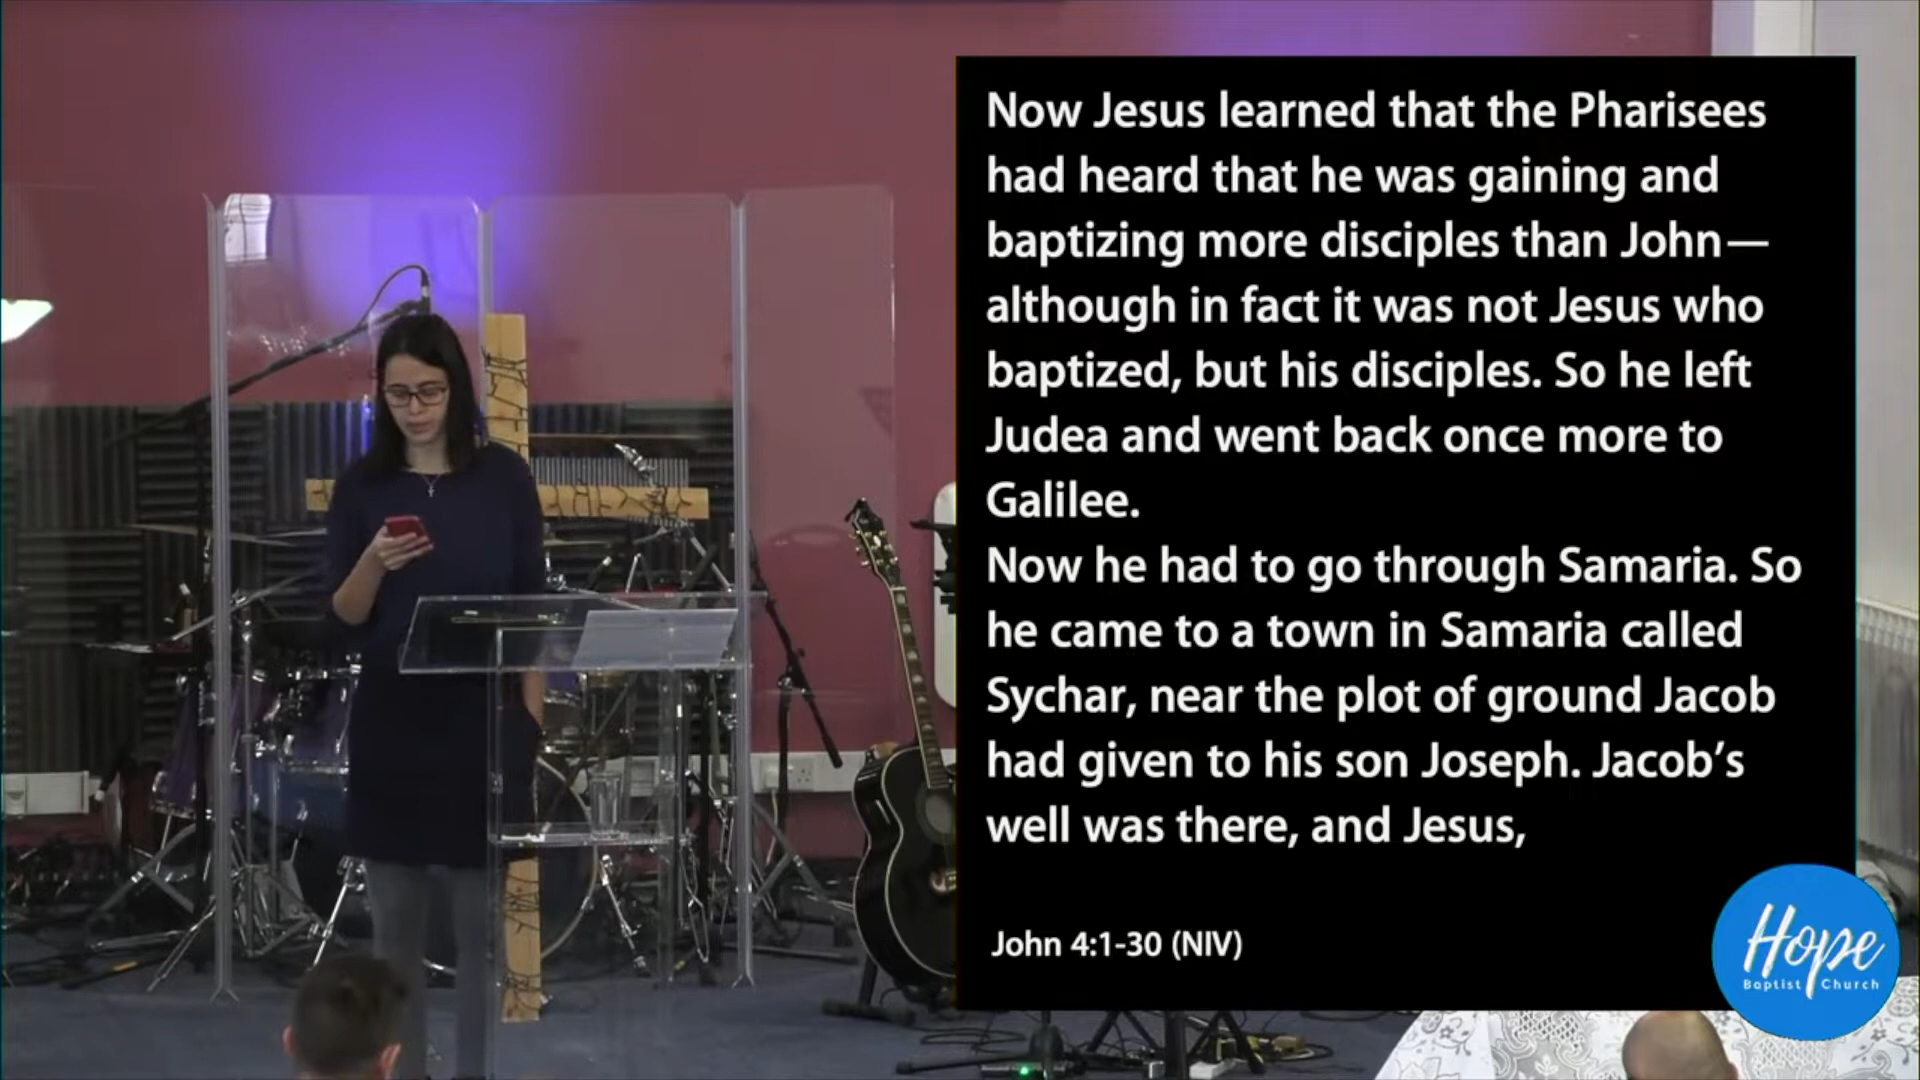 Now Jesus learned that the Pharisees
had heard that he was gaining and
baptizing more disciples than John—
although in fact it was not Jesus who
baptized, but his disciples. So he left
Judea and went back once more to
Galilee.
Now he had to go through Samaria. So
he came to a town in Samaria called
Sychar, near the plot of ground Jacob
had given to his son Joseph. Jacob’s
well was there, and Jesus,
John 4:1-30 (NIV)
Hope
Baptist Church